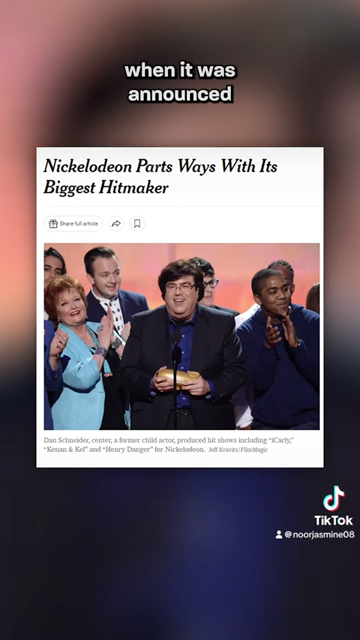 when it was
announced
Nickelodeon Parts Ways With Its
Biggest Hitmaker
Share full article
Dan Schneider, center, a former child actor, produced hit shows including “iCarly,”
“Kenan & Kel” and “Henry Danger” for Nickelodeon. Jeff Kravitz/FilmMagic
TikTok
@noorjasmine08